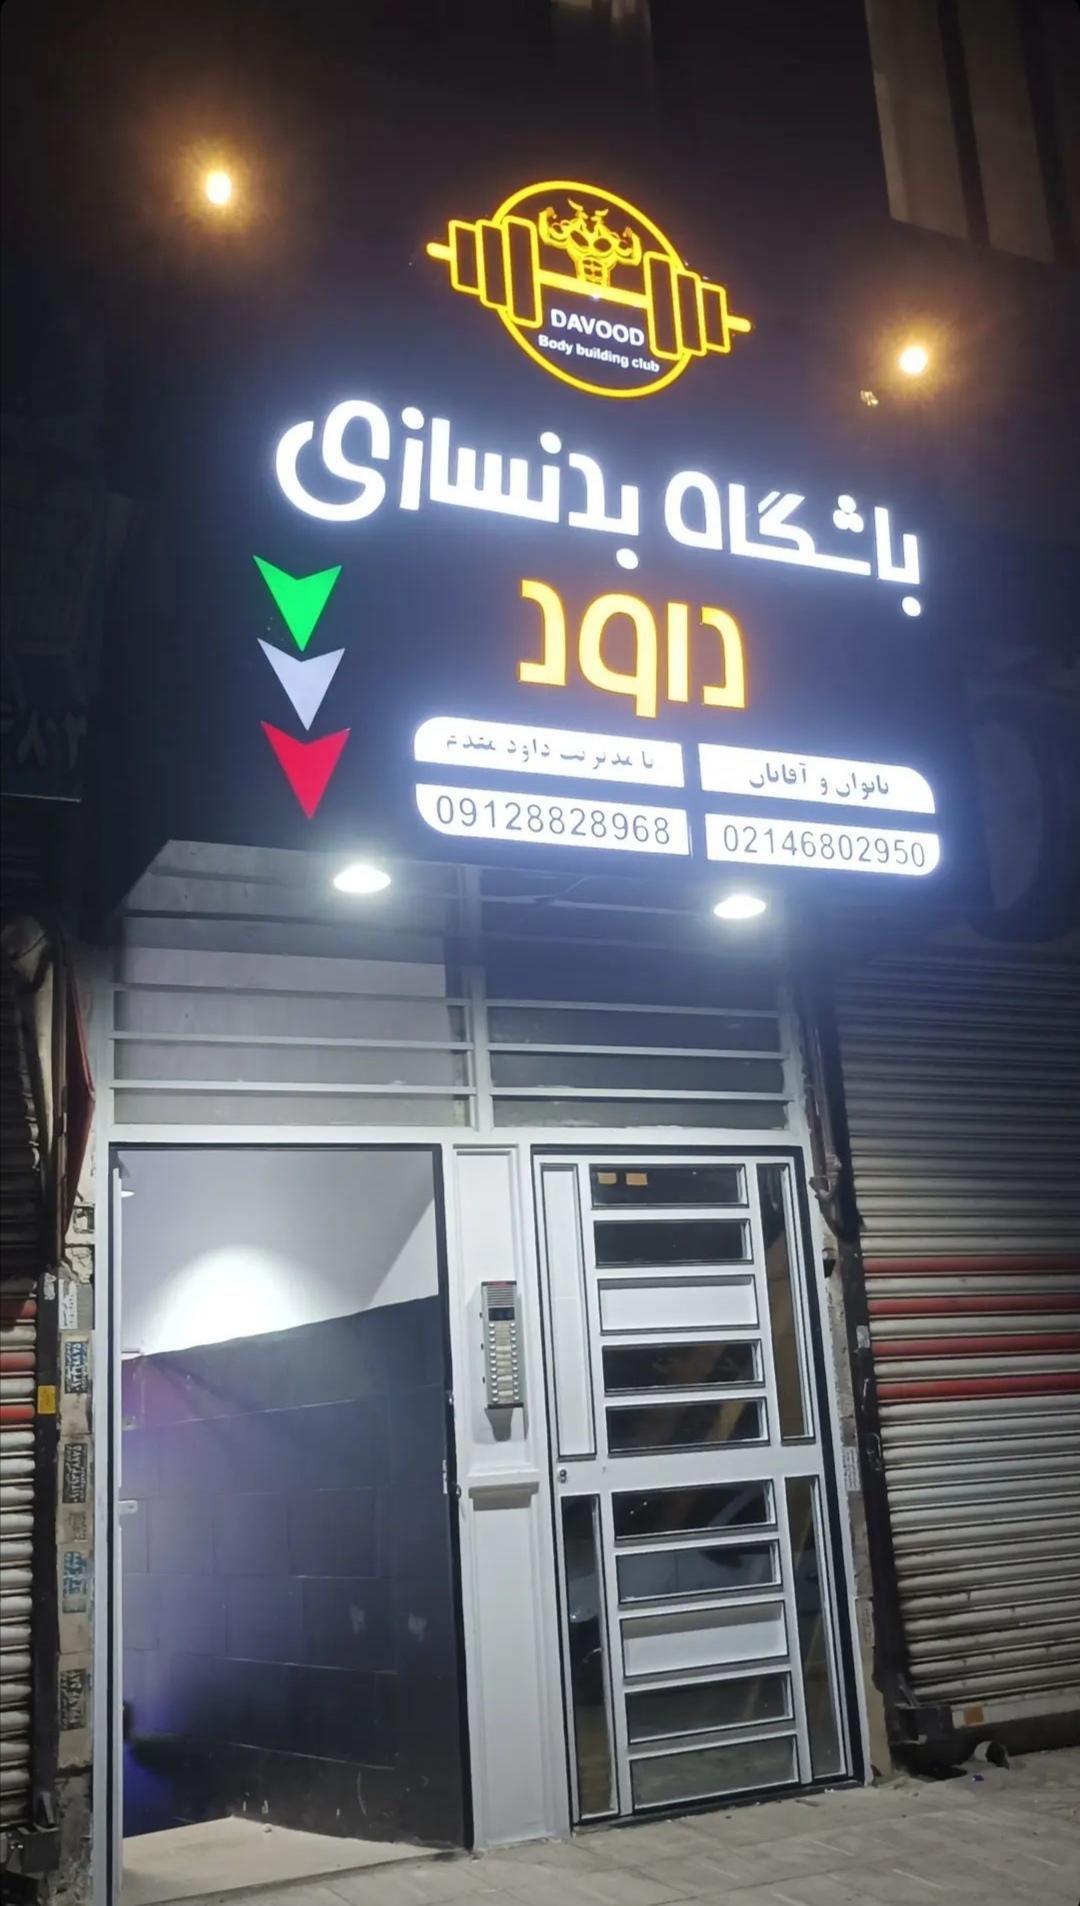 DAVOOD
Body building club
باشگاه بدنسازی
داود
بانوان و آقایان
با مدیریت داود مقدم
02146802950
09128828968